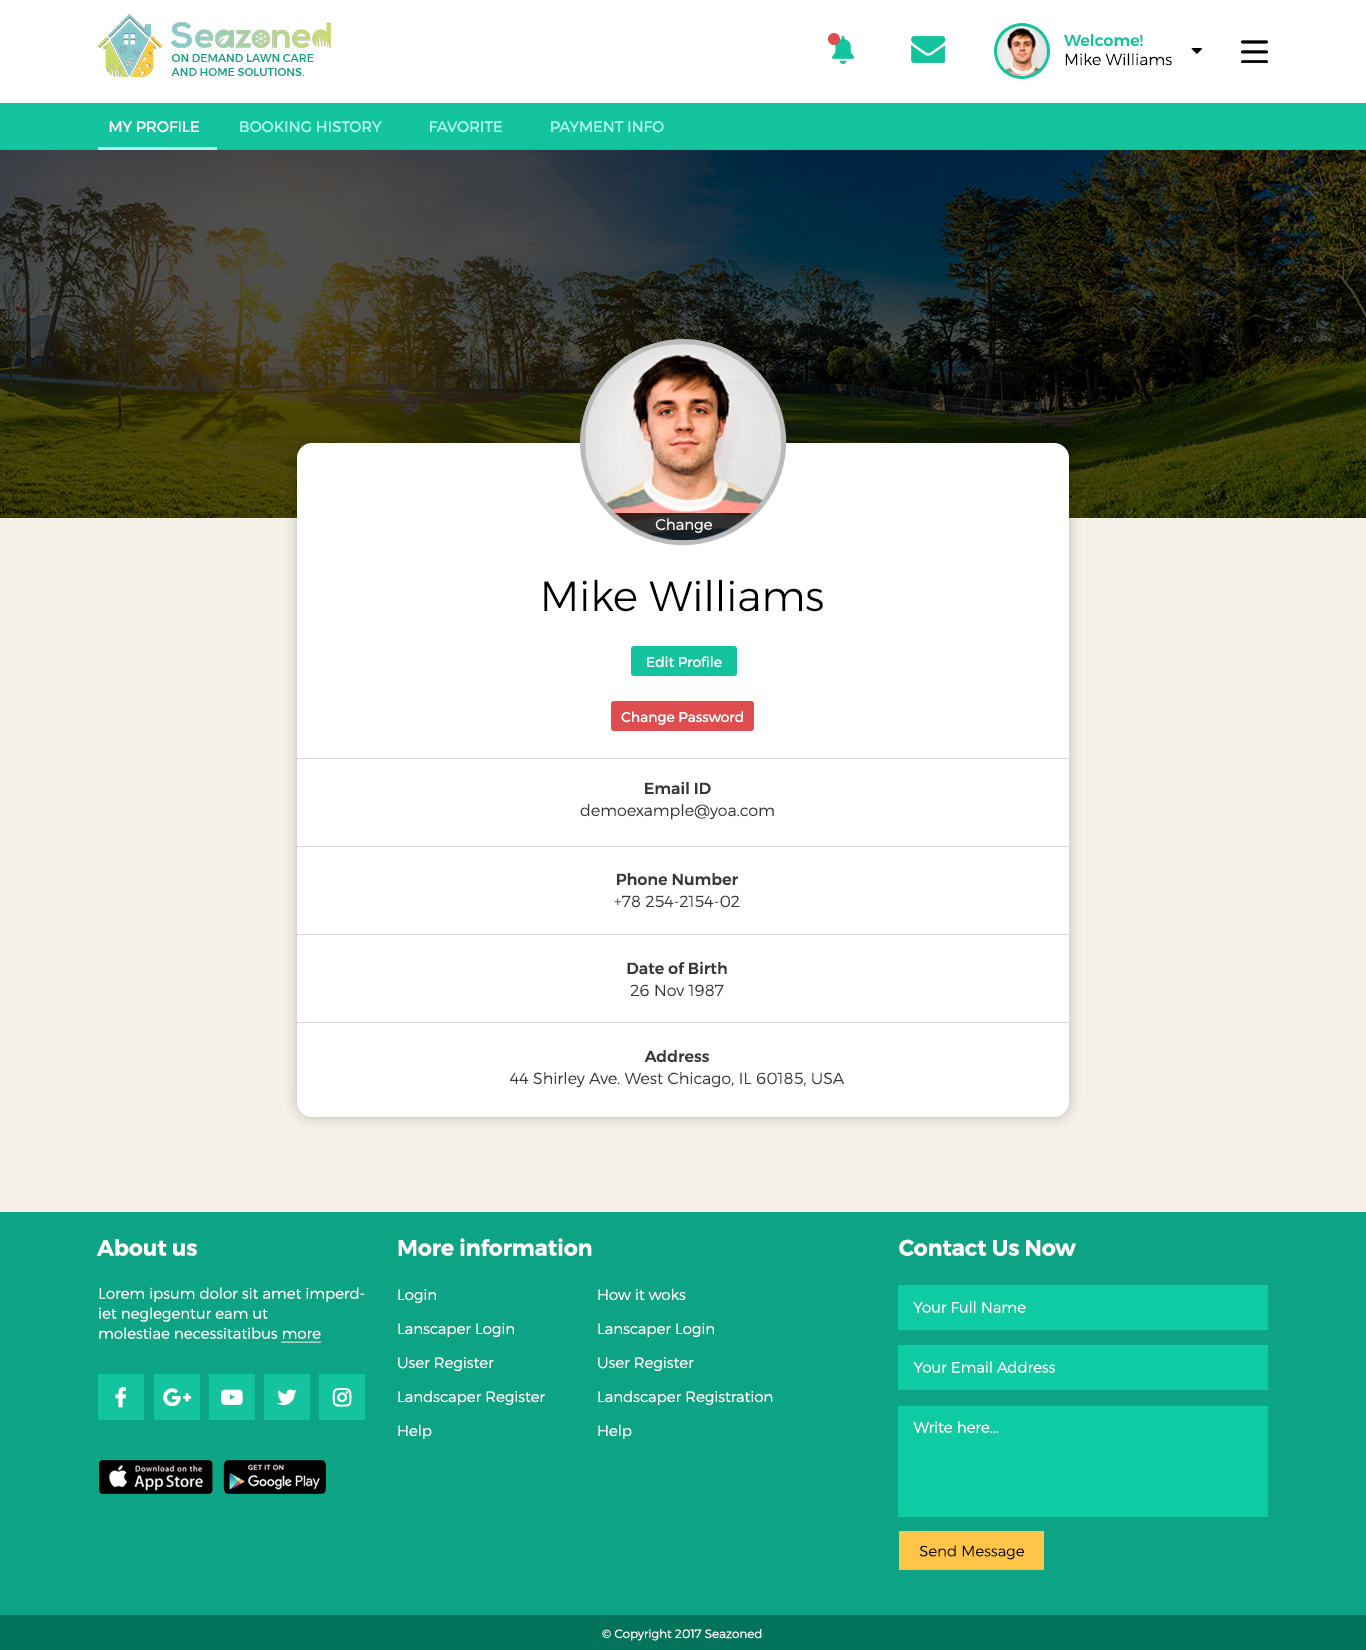 Seazoned
ON DEMAND LAWN CARE
AND HOME SOLUTIONS.
Welcome!
Mike Williams
MY PROFILE
BOOKING HISTORY
FAVORITE
PAYMENT INFO
Change
Mike Williams
Edit Profile
Change Password
Email ID
demoexample@yoa.com
Phone Number
+78 254-2154-02
Date of Birth
26 Nov 1987
Address
44 Shirley Ave. West Chicago, IL 60185, USA
About us
Lorem ipsum dolor sit amet imperd-
iet neglegentur eam ut
molestiae necessitatibus more
G+
Download on the
App Store
GET IT ON
Google Play
More information
Login
Lanscaper Login
User Register
Landscaper Register
Help
How it woks
Lanscaper Login
User Register
Landscaper Registration
Help
Contact Us Now
Your Full Name
Your Email Address
Write here...
Send Message
© Copyright 2017 Seazoned